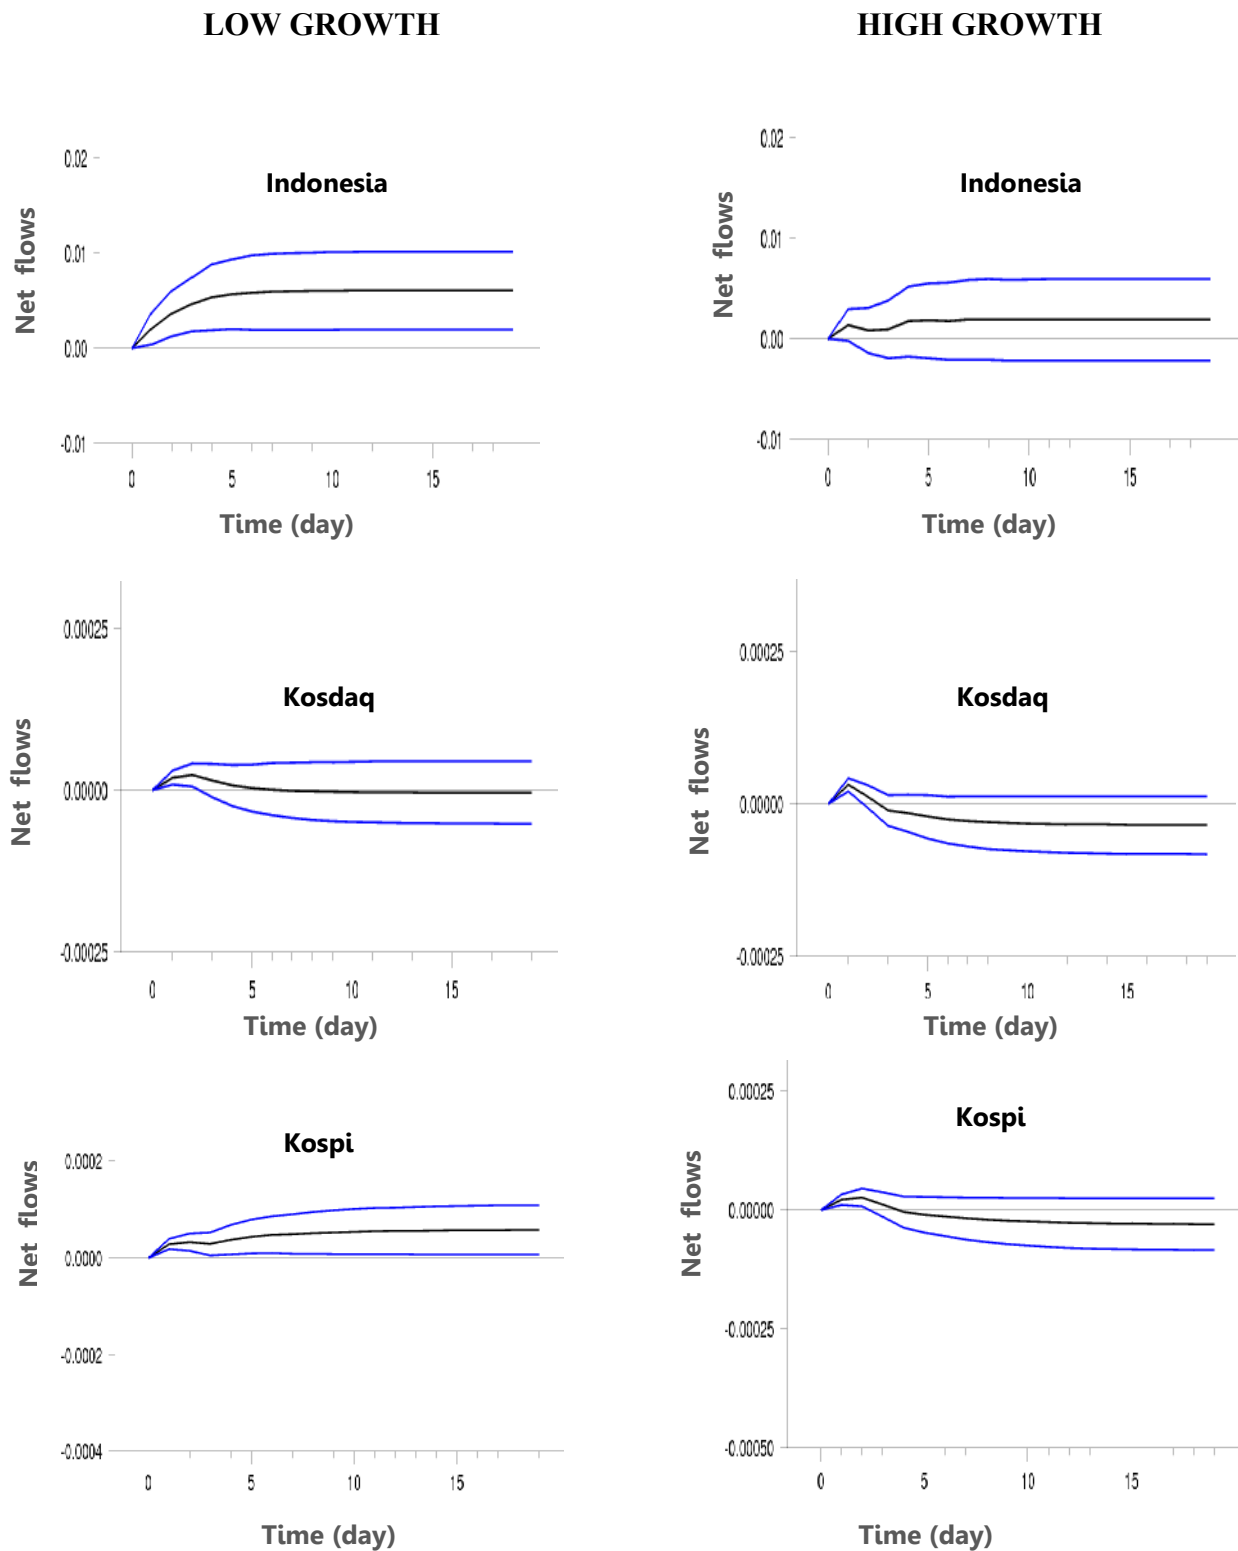 LOW GROWTH
HIGH GROWTH
Indonesia
Net flows
0.02
0.01
0.00
-0.01
0 5 10 15
Time (day)
Indonesia
Net flows
0.02
0.01
0.00
-0.01
0 5 10 15
Time (day)
Kosdaq
Net flows
0.00025
0.00000
-0.00025
0 5 10 15
Time (day)
Kosdaq
Net flows
0.00025
0.00000
-0.00025
0 5 10 15
Time (day)
Kospi
Net flows
0.0002
0.0000
-0.0002
-0.0004
0 5 10 15
Time (day)
Kospi
Net flows
0.00025
0.00000
-0.00025
-0.00050
0 5 10 15
Time (day)